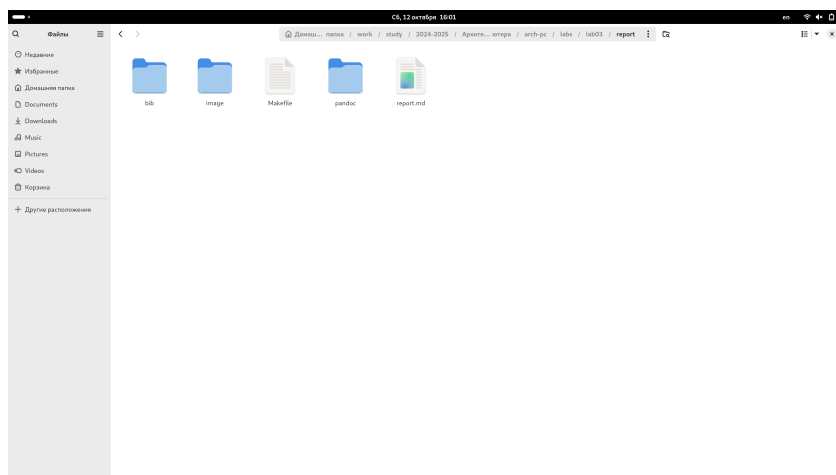 Сб, 12 октября 16:01
en
Файлы
Домаш... папка / work / study / 2024-2025 / Архите... ютера / arch-pc / labs / lab03 / report
Недавние
Избранные
Домашняя папка
Documents
Downloads
Music
Pictures
Videos
Корзина
Другие расположения
bib
image
Makefile
pandoc
report.md